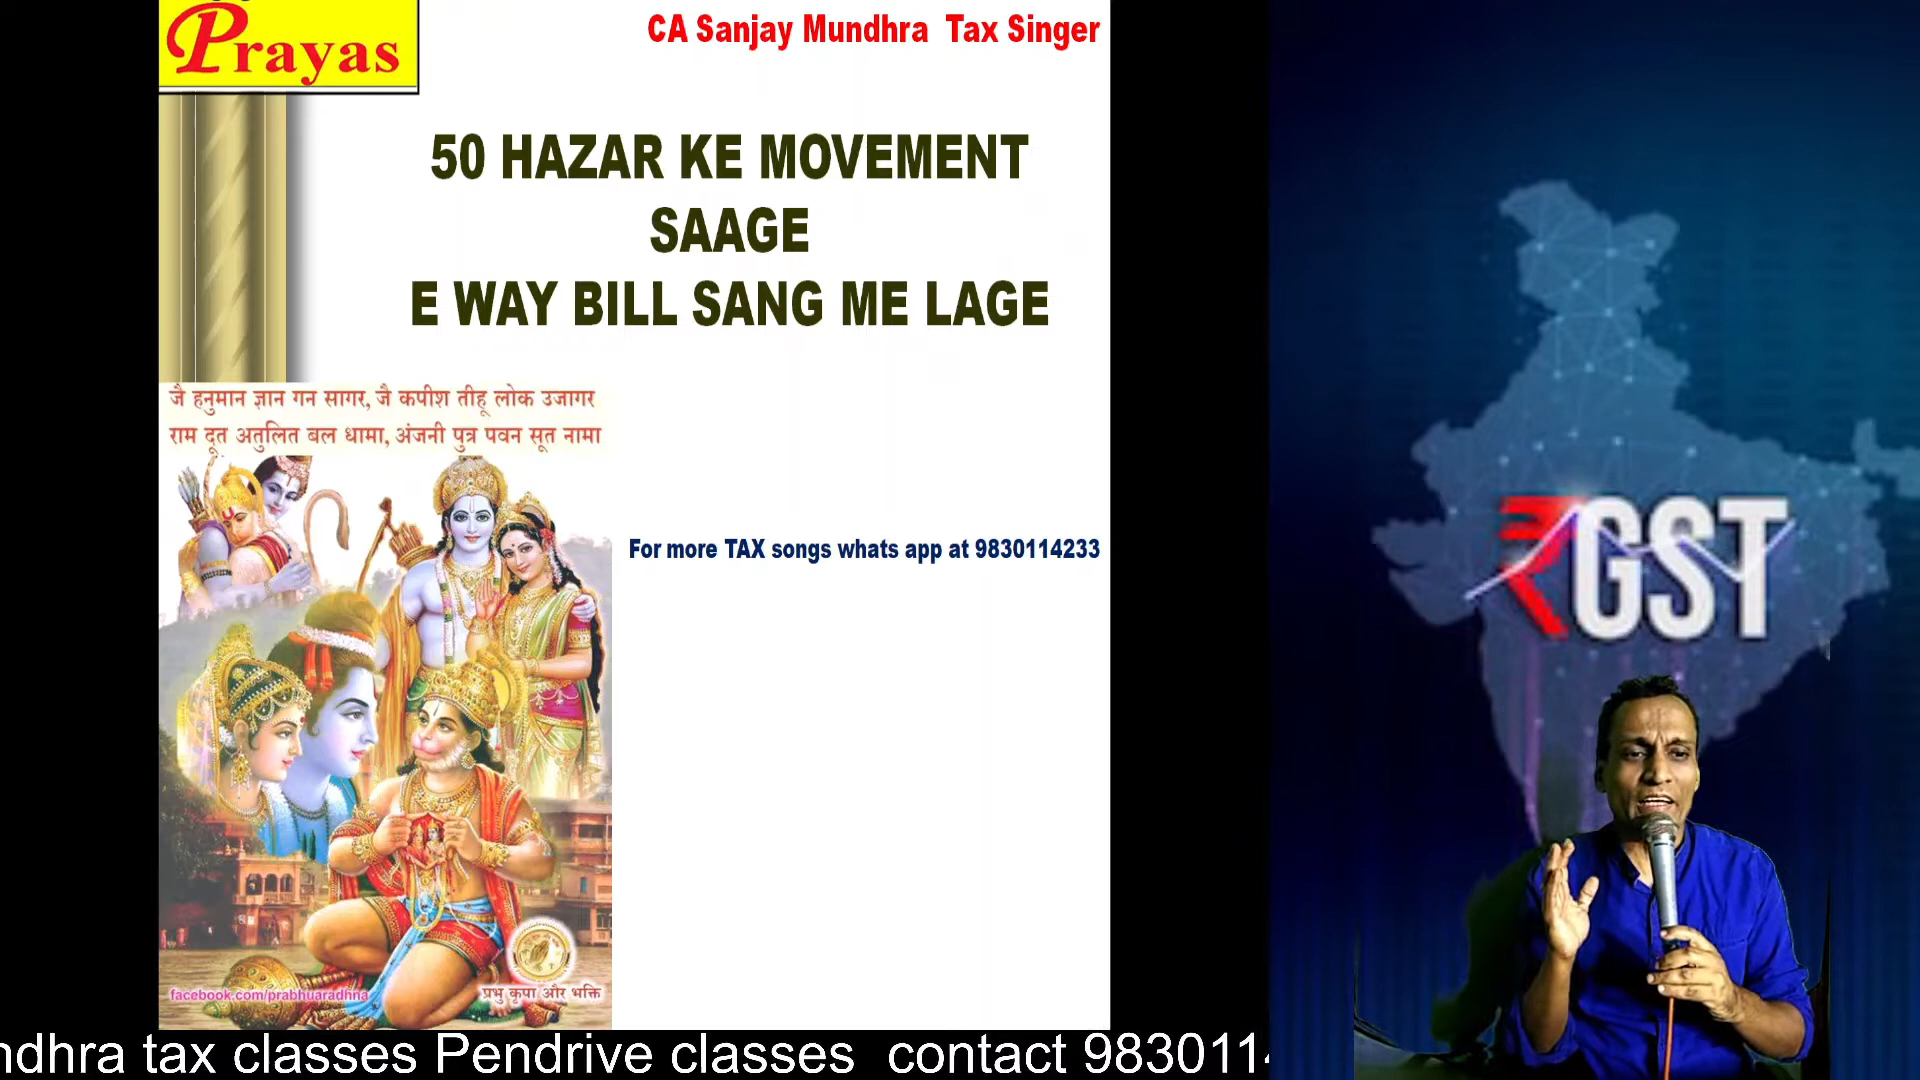 Prayas
CA Sanjay Mundhra Tax Singer
50 HAZAR KE MOVEMENT
SAAGE
E WAY BILL SANG ME LAGE
जै हनुमान ज्ञान गन सागर, जै कपीश तीहू लोक उजागर
राम दूत अतुलित बल धामा, अंजनी पुत्र पवन सूत नामा
For more TAX songs whats app at 9830114233
₹GST
facebook.com/prabhuaradhna
प्रभु कृपा और भक्ति
ndhra tax classes Pendrive classes contact 9830114